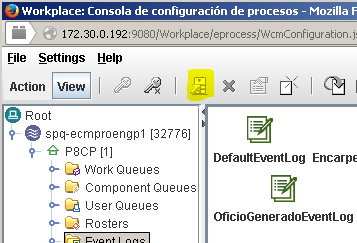 Workplace: Consola de configuración de procesos - Mozilla F
172.30.0.192:9080/Workplace/eprocess/WcmConfiguration.js
File Settings Help
Action View
Root
spq-ecmproengp1 [32776]
P8CP [1]
Work Queues
Component Queues
User Queues
Rosters
Event Logs
DefaultEventLog Encarpe
OficioGeneradoEventLog